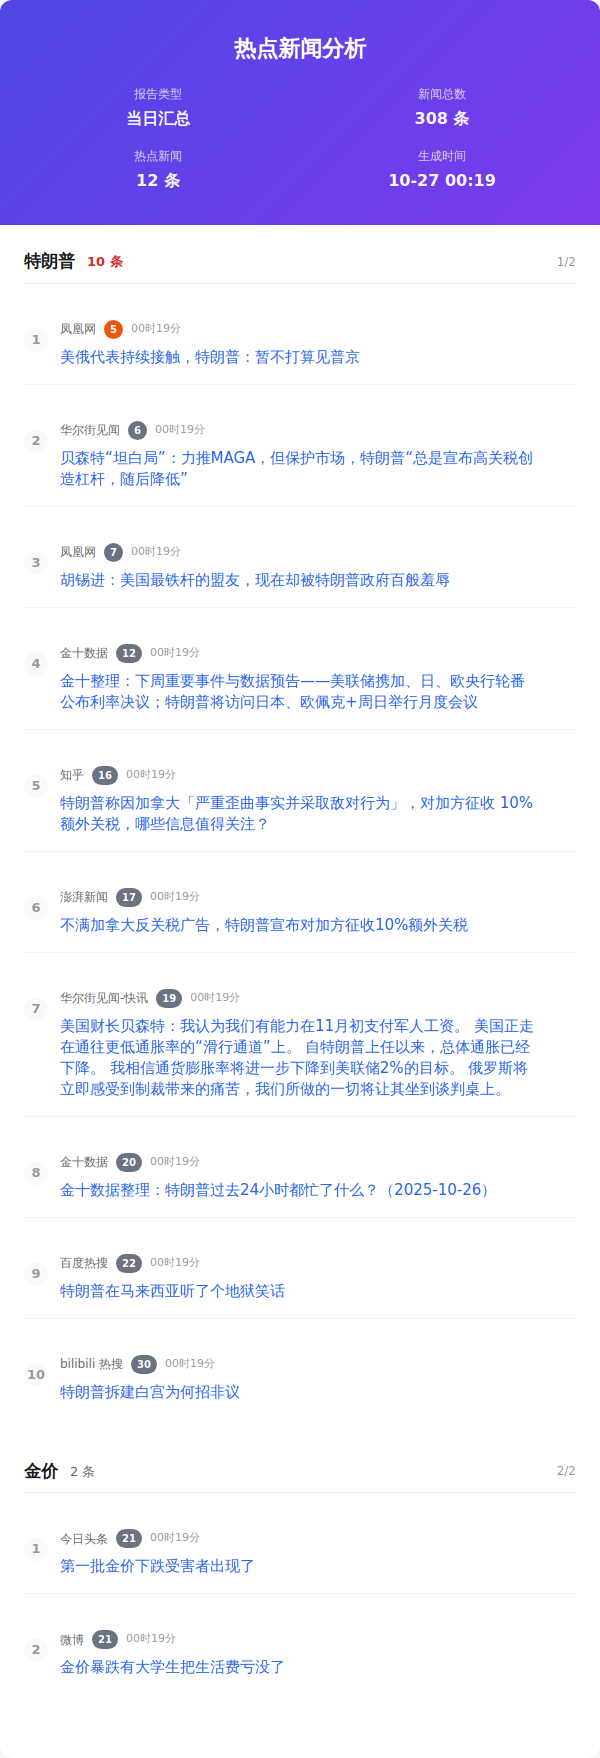 热点新闻分析
报告类型
当日汇总
新闻总数
308 条
热点新闻
12 条
生成时间
10-27 00:19
特朗普 10 条 1/2
1
凤凰网 5 00时19分
美俄代表持续接触，特朗普：暂不打算见普京
2
华尔街见闻 6 00时19分
贝森特“坦白局”：力推MAGA，但保护市场，特朗普“总是宣布高关税创
造杠杆，随后降低”
3
凤凰网 7 00时19分
胡锡进：美国最铁杆的盟友，现在却被特朗普政府百般羞辱
4
金十数据 12 00时19分
金十整理：下周重要事件与数据预告——美联储携加、日、欧央行轮番
公布利率决议；特朗普将访问日本、欧佩克+周日举行月度会议
5
知乎 16 00时19分
特朗普称因加拿大「严重歪曲事实并采取敌对行为」，对加方征收 10%
额外关税，哪些信息值得关注？
6
澎湃新闻 17 00时19分
不满加拿大反关税广告，特朗普宣布对加方征收10%额外关税
7
华尔街见闻-快讯 19 00时19分
美国财长贝森特：我认为我们有能力在11月初支付军人工资。 美国正走
在通往更低通胀率的“滑行通道”上。 自特朗普上任以来，总体通胀已经
下降。 我相信通货膨胀率将进一步下降到美联储2%的目标。 俄罗斯将
立即感受到制裁带来的痛苦，我们所做的一切将让其坐到谈判桌上。
8
金十数据 20 00时19分
金十数据整理：特朗普过去24小时都忙了什么？（2025-10-26）
9
百度热搜 22 00时19分
特朗普在马来西亚听了个地狱笑话
10
bilibili 热搜 30 00时19分
特朗普拆建白宫为何招非议
金价 2 条 2/2
1
今日头条 21 00时19分
第一批金价下跌受害者出现了
2
微博 21 00时19分
金价暴跌有大学生把生活费亏没了